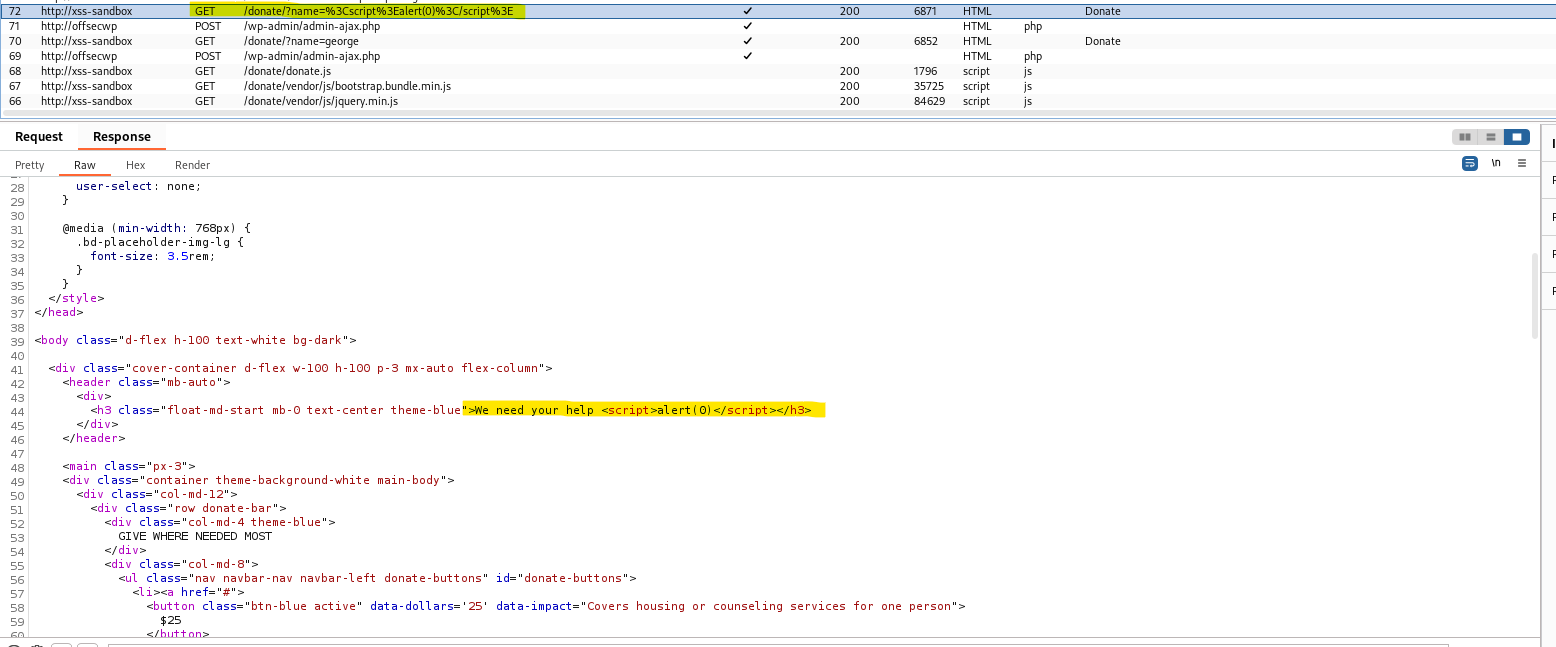 72 http://xss-sandbox GET /donate/?name=%3Cscript%3Ealert(0)%3C/script%3E ✓ 200 6871 HTML Donate
71 http://offsecwp POST /wp-admin/admin-ajax.php ✓ HTML php
70 http://xss-sandbox GET /donate/?name=george ✓ 200 6852 HTML Donate
69 http://offsecwp POST /wp-admin/admin-ajax.php ✓ HTML php
68 http://xss-sandbox GET /donate/donate.js 200 1796 script js
67 http://xss-sandbox GET /donate/vendor/js/bootstrap.bundle.min.js 200 35725 script js
66 http://xss-sandbox GET /donate/vendor/js/jquery.min.js 200 84629 script js
Request Response
Pretty Raw Hex Render \n
28 user-select: none;
29 }
30
31 @media (min-width: 768px) {
32 .bd-placeholder-img-lg {
33 font-size: 3.5rem;
34 }
35 }
36 </style>
37 </head>
38
39 <body class="d-flex h-100 text-white bg-dark">
40
41 <div class="cover-container d-flex w-100 h-100 p-3 mx-auto flex-column">
42 <header class="mb-auto">
43 <div>
44 <h3 class="float-md-start mb-0 text-center theme-blue">We need your help <script>alert(0)</script></h3>
45 </div>
46 </header>
47
48 <main class="px-3">
49 <div class="container theme-background-white main-body">
50 <div class="col-md-12">
51 <div class="row donate-bar">
52 <div class="col-md-4 theme-blue">
53 GIVE WHERE NEEDED MOST
54 </div>
55 <div class="col-md-8">
56 <ul class="nav navbar-nav navbar-left donate-buttons" id="donate-buttons">
57 <li><a href="#">
58 <button class="btn-blue active" data-dollars='25' data-impact="Covers housing or counseling services for one person">
59 $25
60 </button>